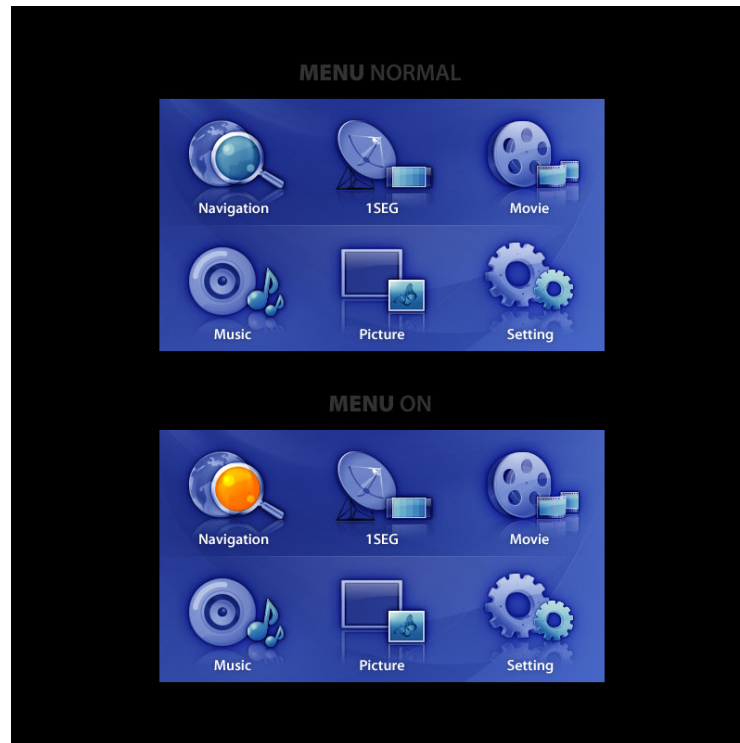 MENU NORMAL
Navigation 1SEG Movie
Music Picture Setting
MENU ON
Navigation 1SEG Movie
Music Picture Setting